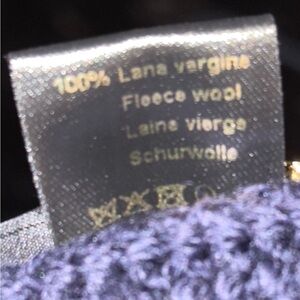 100% Lana vergine
Fleece wool
Laine vierge
Schurwolle